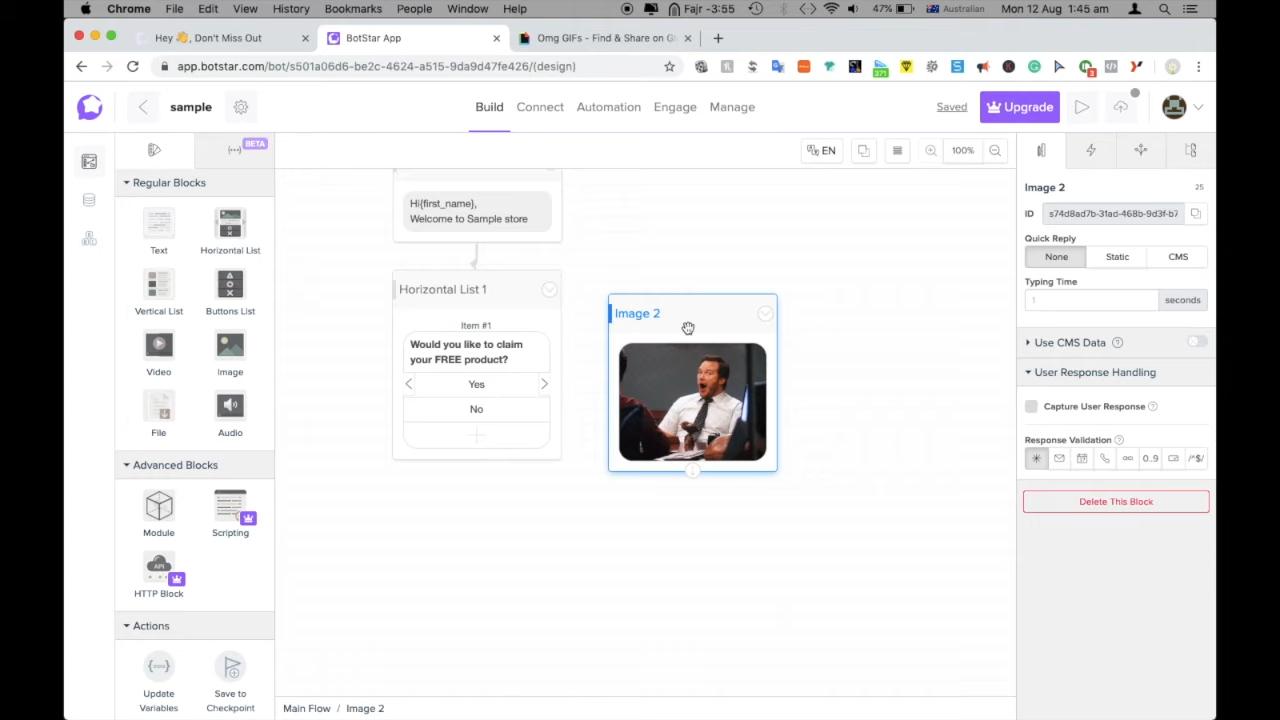 Chrome File Edit View History Bookmarks People Window Help Fajr -3:55 47% Australian Mon 12 Aug 1:45 am
Hey 👋, Don't Miss Out
BotStar App
Omg GIFs - Find & Share on GI
app.botstar.com/bot/s501a06d6-be2c-4624-a515-9da9d47fe426/(design)
371
3
sample
Build Connect Automation Engage Manage
Saved
Upgrade
BETA
EN
100%
Regular Blocks
Text
Horizontal List
Vertical List
Buttons List
Video
Image
File
Audio
Advanced Blocks
Module
Scripting
API
HTTP Block
Actions
Update Variables
Save to Checkpoint
Hi{first_name},
Welcome to Sample store
Horizontal List 1
Item #1
Would you like to claim
your FREE product?
Yes
No
Image 2
Main Flow / Image 2
Image 2
25
ID s74d8ad7b-3fad-468b-9d3f-b7
Quick Reply
None Static CMS
Typing Time
1 seconds
Use CMS Data
User Response Handling
Capture User Response
Response Validation
0..9 /^$/
Delete This Block